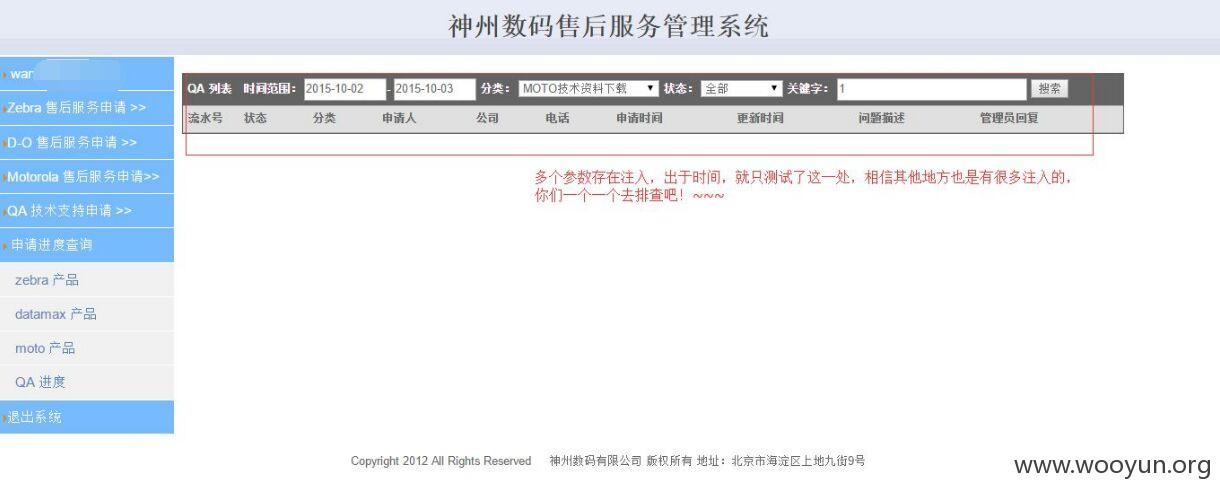 神州数码售后服务管理系统
Zebra 售后服务申请 >>
D-O 售后服务申请 >>
Motorola 售后服务申请>>
QA 技术支持申请 >>
申请进度查询
zebra 产品
datamax 产品
moto 产品
QA 进度
退出系统
QA 列表 时间范围: 2015-10-02 - 2015-10-03 分类: MOTO技术资料下载 状态: 全部 关键字: 1 搜索
流水号 状态 分类 申请人 公司 电话 申请时间 更新时间 问题描述 管理员回复
多个参数存在注入，出于时间，就只测试了这一处，相信其他地方也是有很多注入的，
你们一个一个去排查吧！~~~
Copyright 2012 All Rights Reserved 神州数码有限公司 版权所有 地址：北京市海淀区上地九街9号
www.wooyun.org